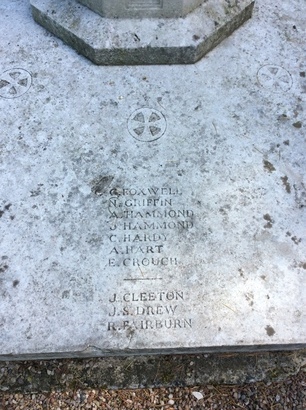 G. FOXWELL
N. GRIFFIN
A. HAMMOND
J. HAMMOND
C. HARDY
A. HART
E. CROUCH
J. CLEETON
J. S. DREW
R. FAIRBURN